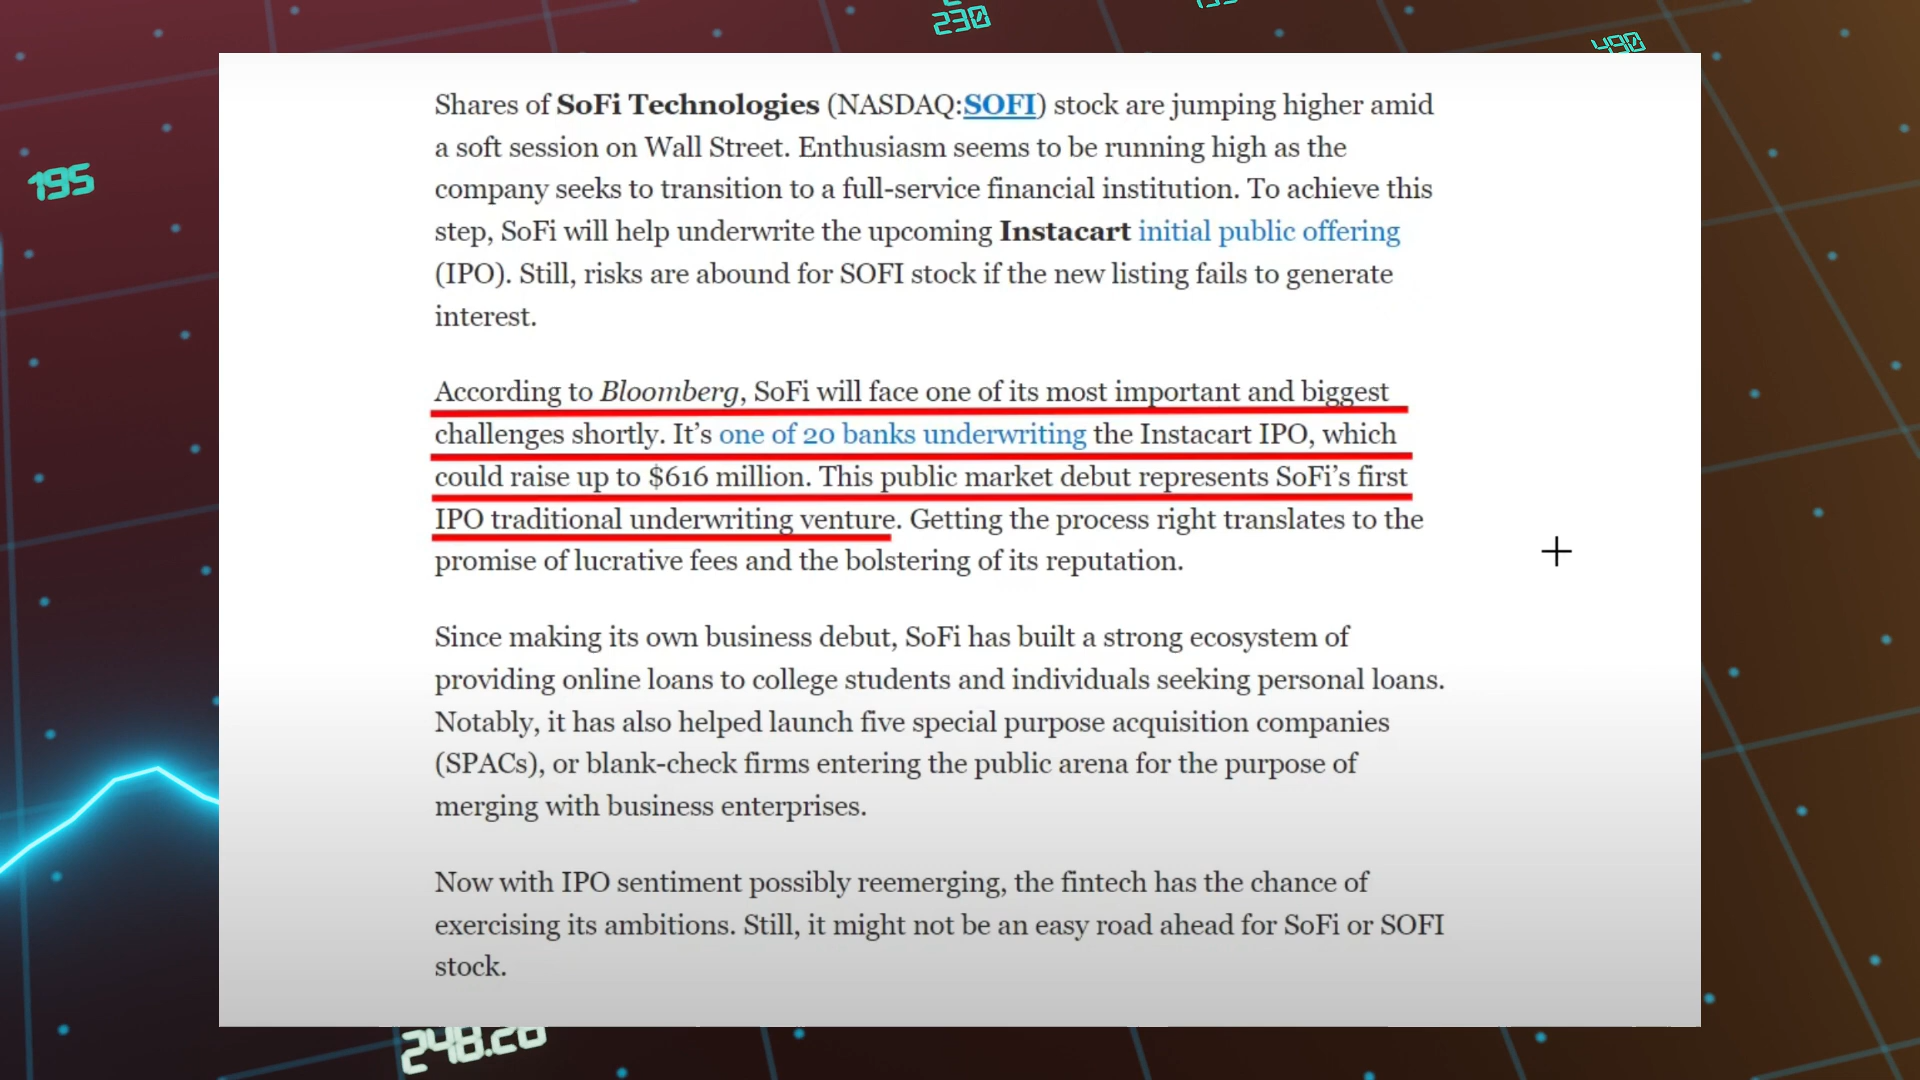 230
490
195
Shares of SoFi Technologies (NASDAQ:SOFI) stock are jumping higher amid
a soft session on Wall Street. Enthusiasm seems to be running high as the
company seeks to transition to a full-service financial institution. To achieve this
step, SoFi will help underwrite the upcoming Instacart initial public offering
(IPO). Still, risks are abound for SOFI stock if the new listing fails to generate
interest.
According to Bloomberg, SoFi will face one of its most important and biggest
challenges shortly. It’s one of 20 banks underwriting the Instacart IPO, which
could raise up to $616 million. This public market debut represents SoFi’s first
IPO traditional underwriting venture. Getting the process right translates to the
promise of lucrative fees and the bolstering of its reputation.
Since making its own business debut, SoFi has built a strong ecosystem of
providing online loans to college students and individuals seeking personal loans.
Notably, it has also helped launch five special purpose acquisition companies
(SPACs), or blank-check firms entering the public arena for the purpose of
merging with business enterprises.
Now with IPO sentiment possibly reemerging, the fintech has the chance of
exercising its ambitions. Still, it might not be an easy road ahead for SoFi or SOFI
stock.